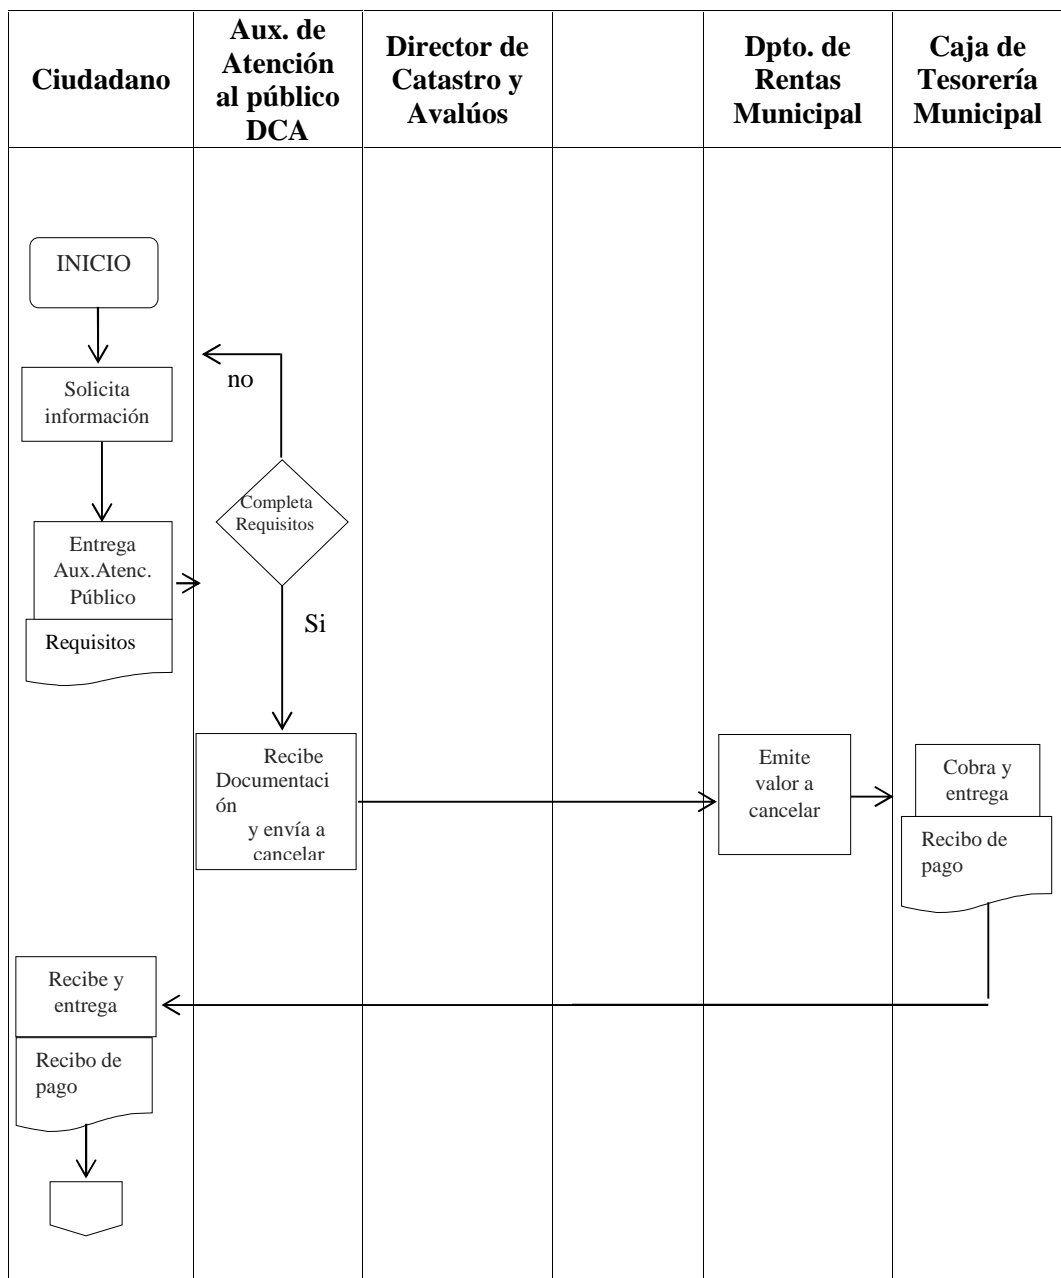 Ciudadano
Aux. de
Atención
al público
DCA
Director de
Catastro y
Avalúos
Dpto. de
Rentas
Municipal
Caja de
Tesorería
Municipal
INICIO
no
Solicita
información
Completa
Requisitos
Entrega
Aux.Atenc.
Público
Requisitos
Si
Recibe
Documentaci
ón
y envía a
cancelar
Emite
valor a
cancelar
Cobra y
entrega
Recibo de
pago
Recibe y
entrega
Recibo de
pago